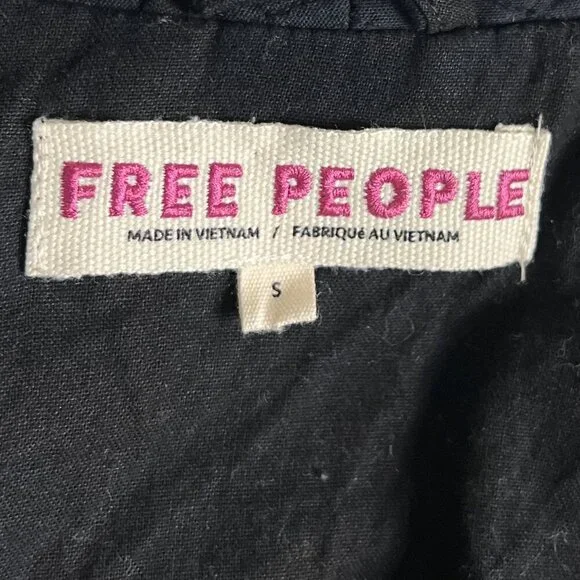 FREE PEOPLE
MADE IN VIETNAM / FABRIQUé AU VIETNAM
S